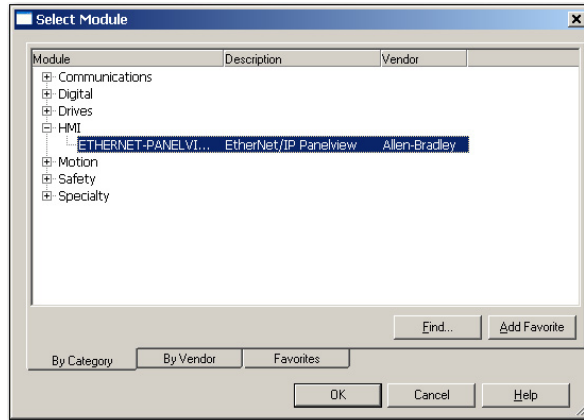 Select Module
Module Description Vendor
Communications
Digital
Drives
HMI
ETHERNET-PANELVI... EtherNet/IP Panelview Allen-Bradley
Motion
Safety
Specialty
Find... Add Favorite
By Category By Vendor Favorites
OK Cancel Help